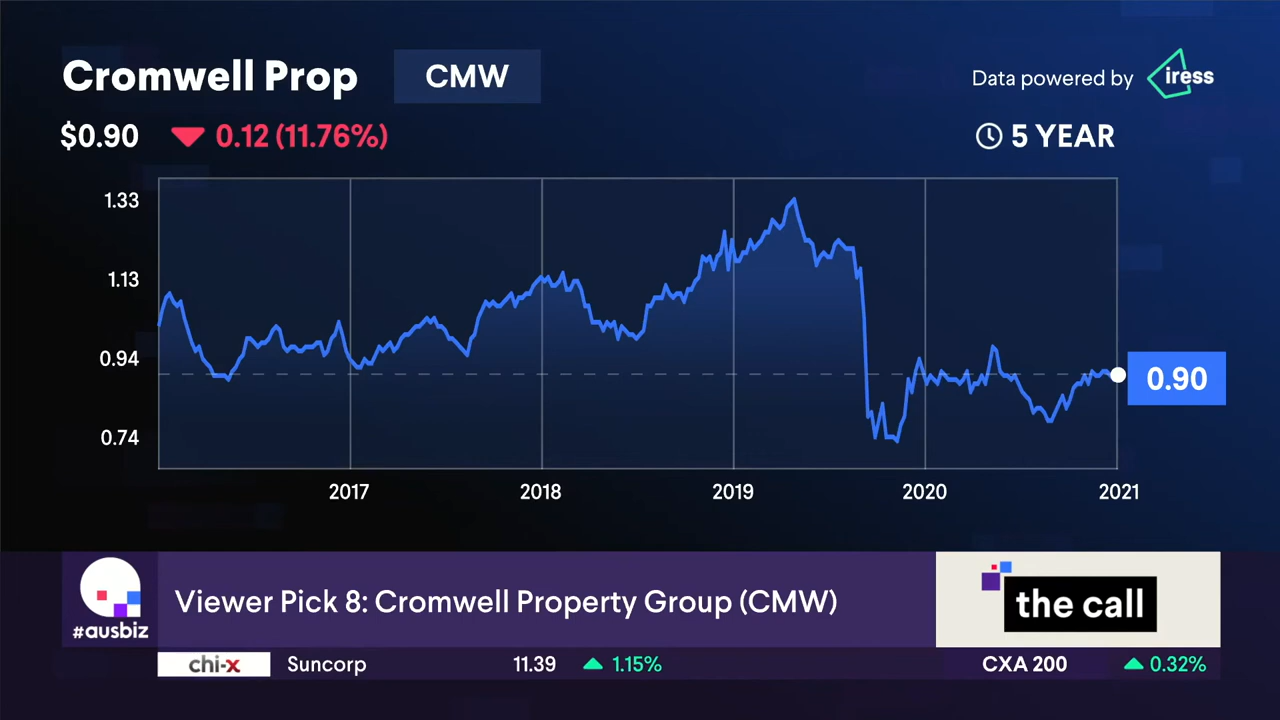 Cromwell Prop CMW
Data powered by iress
$0.90 0.12 (11.76%)
5 YEAR
1.33
1.13
0.94
0.74
0.90
2017 2018 2019 2020 2021
#ausbiz
Viewer Pick 8: Cromwell Property Group (CMW)
the call
chi-x Suncorp 11.39 1.15% CXA 200 0.32%